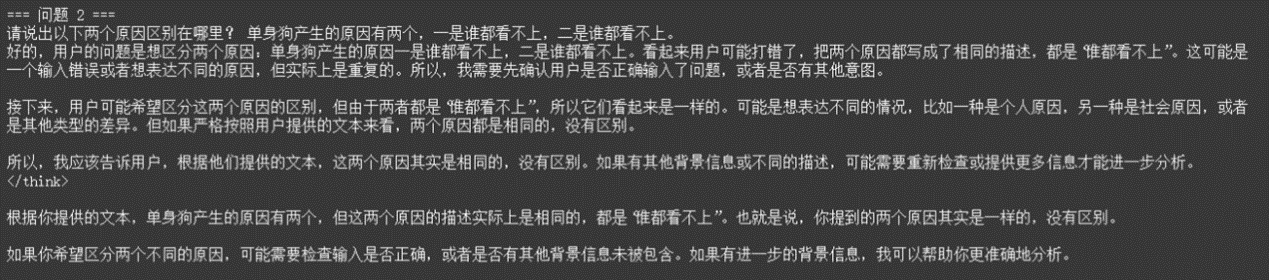 === 问题 2 ===
请说出以下两个原因区别在哪里？ 单身狗产生的原因有两个，一是谁都看不上，二是谁都看不上。
好的，用户的问题是想区分两个原因：单身狗产生的原因一是谁都看不上，二是谁都看不上。看起来用户可能打错了，把两个原因都写成了相同的描述，都是“谁都看不上”。这可能是
一个输入错误或者想表达不同的原因，但实际上是重复的。所以，我需要先确认用户是否正确输入了问题，或者是否有其他意图。
接下来，用户可能希望区分这两个原因的区别，但由于两者都是“谁都看不上”，所以它们看起来是一样的。可能是想表达不同的情况，比如一种是个人原因，另一种是社会原因，或者
是其他类型的差异。但如果严格按照用户提供的文本来看，两个原因都是相同的，没有区别。
所以，我应该告诉用户，根据他们提供的文本，这两个原因其实是相同的，没有区别。如果有其他背景信息或不同的描述，可能需要重新检查或提供更多信息才能进一步分析。
</think>
根据你提供的文本，单身狗产生的原因有两个，但这两个原因的描述实际上是相同的，都是“谁都看不上”。也就是说，你提到的两个原因其实是一样的，没有区别。
如果你希望区分两个不同的原因，可能需要检查输入是否正确，或者是否有其他背景信息未被包含。如果有进一步的背景信息，我可以帮助你更准确地分析。